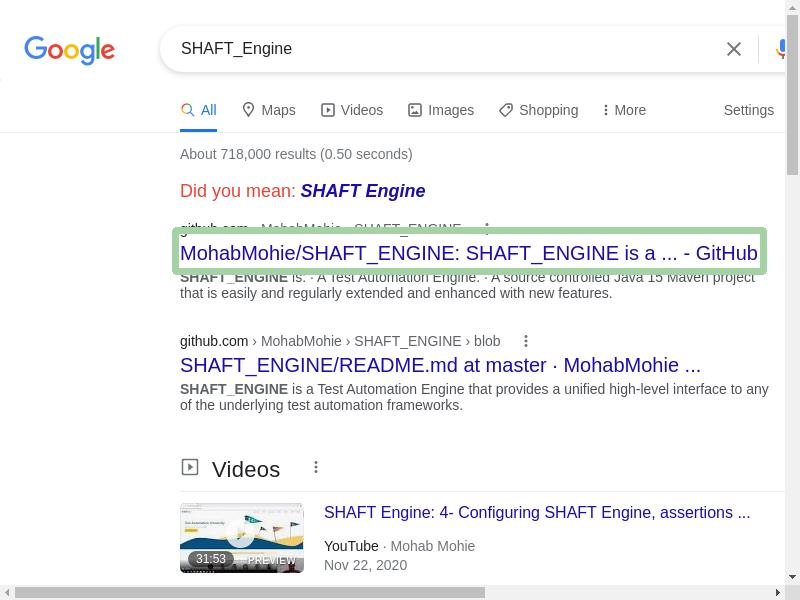 Google
SHAFT_Engine
All Maps Videos Images Shopping More Settings
About 718,000 results (0.50 seconds)
Did you mean: SHAFT Engine
github.com › MohabMohie › SHAFT_ENGINE
MohabMohie/SHAFT_ENGINE: SHAFT_ENGINE is a ... - GitHub
SHAFT_ENGINE is: · A Test Automation Engine. · A source controlled Java 15 Maven project
that is easily and regularly extended and enhanced with new features.
github.com › MohabMohie › SHAFT_ENGINE › blob
SHAFT_ENGINE/README.md at master · MohabMohie ...
SHAFT_ENGINE is a Test Automation Engine that provides a unified high-level interface to any
of the underlying test automation frameworks.
Videos
SHAFT Engine: 4- Configuring SHAFT Engine, assertions ...
31:53 PREVIEW
YouTube · Mohab Mohie
Nov 22, 2020